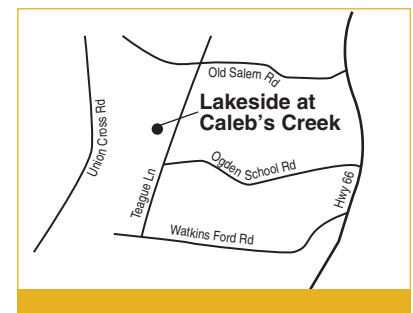 Old Salem Rd
Lakeside at
Caleb's Creek
Union Cross Rd
Ogden School Rd
Teague Ln
Hwy 66
Watkins Ford Rd